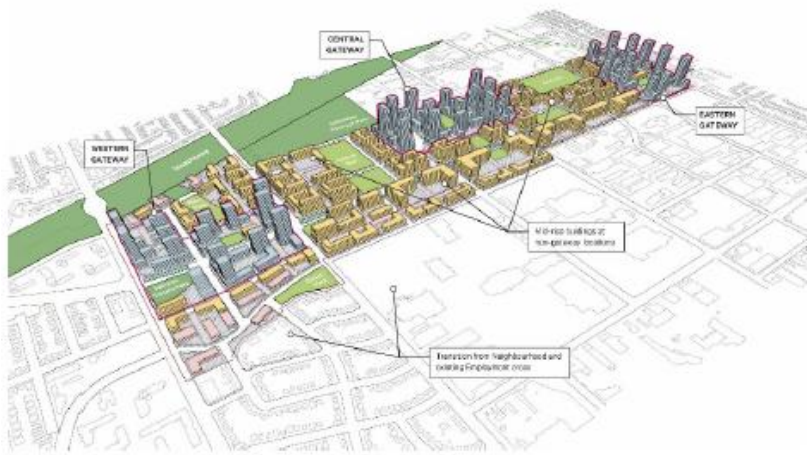 CENTRAL
GATEWAY
EASTERN
GATEWAY
WESTERN
GATEWAY
Mid-rise buildings at
non-gateway locations
Transition from Neighbourhood and
existing Employment areas